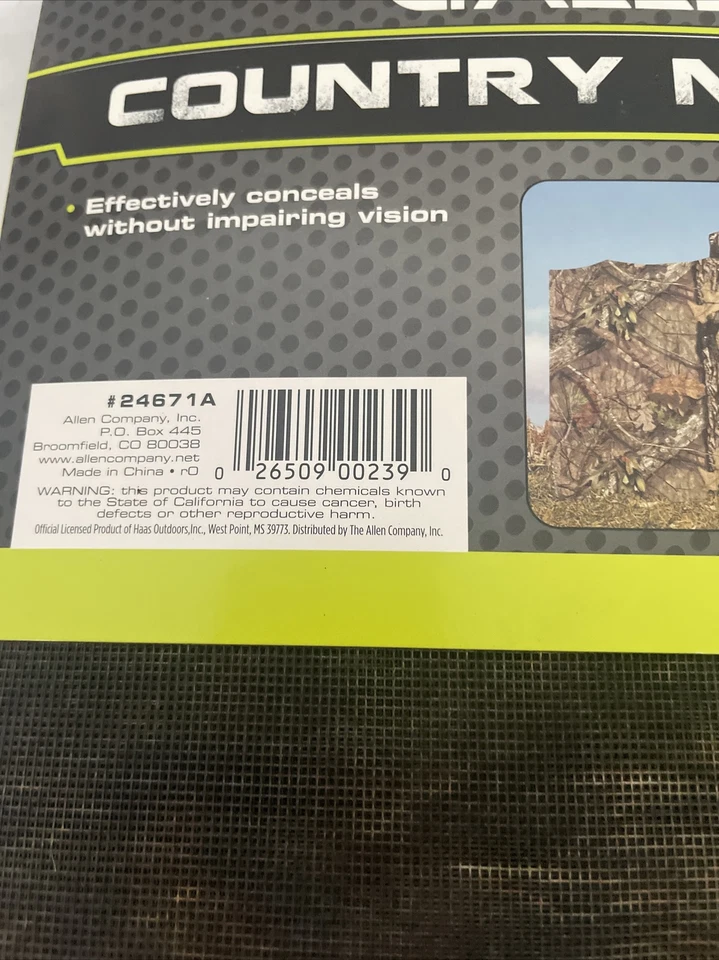 COUNTRY
• Effectively conceals
without impairing vision
#24671A
Allen Company, Inc.
P.O. Box 445
Broomfield, CO 80038
www.allencompany.net
Made in China • r0
0 26509 00239 0
WARNING: this product may contain chemicals known
to the State of California to cause cancer, birth
defects or other reproductive harm.
Official Licensed Product of Haas Outdoors,Inc., West Point, MS 39773. Distributed by The Allen Company, Inc.